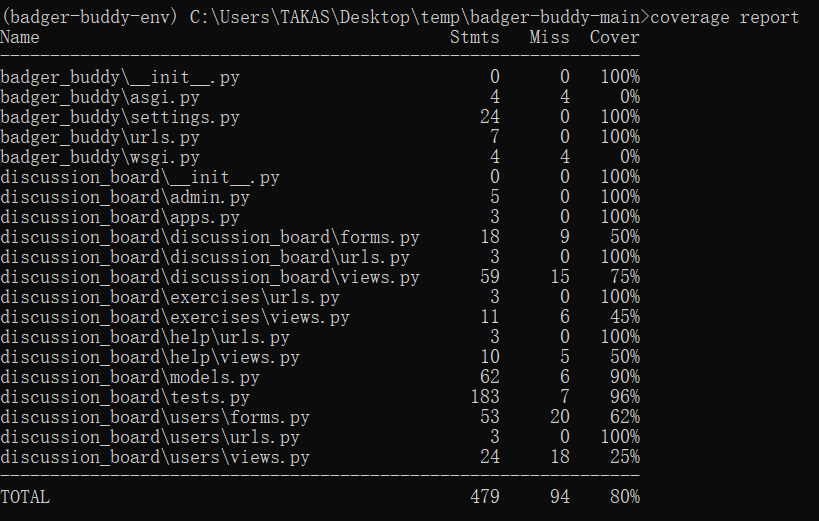 (badger-buddy-env) C:\Users\TAKAS\Desktop\temp\badger-buddy-main>coverage report
Name Stmts Miss Cover
----------------------------------------------------------------
badger_buddy\__init__.py 0 0 100%
badger_buddy\asgi.py 4 4 0%
badger_buddy\settings.py 24 0 100%
badger_buddy\urls.py 7 0 100%
badger_buddy\wsgi.py 4 4 0%
discussion_board\__init__.py 0 0 100%
discussion_board\admin.py 5 0 100%
discussion_board\apps.py 3 0 100%
discussion_board\discussion_board\forms.py 18 9 50%
discussion_board\discussion_board\urls.py 3 0 100%
discussion_board\discussion_board\views.py 59 15 75%
discussion_board\exercises\urls.py 3 0 100%
discussion_board\exercises\views.py 11 6 45%
discussion_board\help\urls.py 3 0 100%
discussion_board\help\views.py 10 5 50%
discussion_board\models.py 62 6 90%
discussion_board\tests.py 183 7 96%
discussion_board\users\forms.py 53 20 62%
discussion_board\users\urls.py 3 0 100%
discussion_board\users\views.py 24 18 25%
----------------------------------------------------------------
TOTAL 479 94 80%